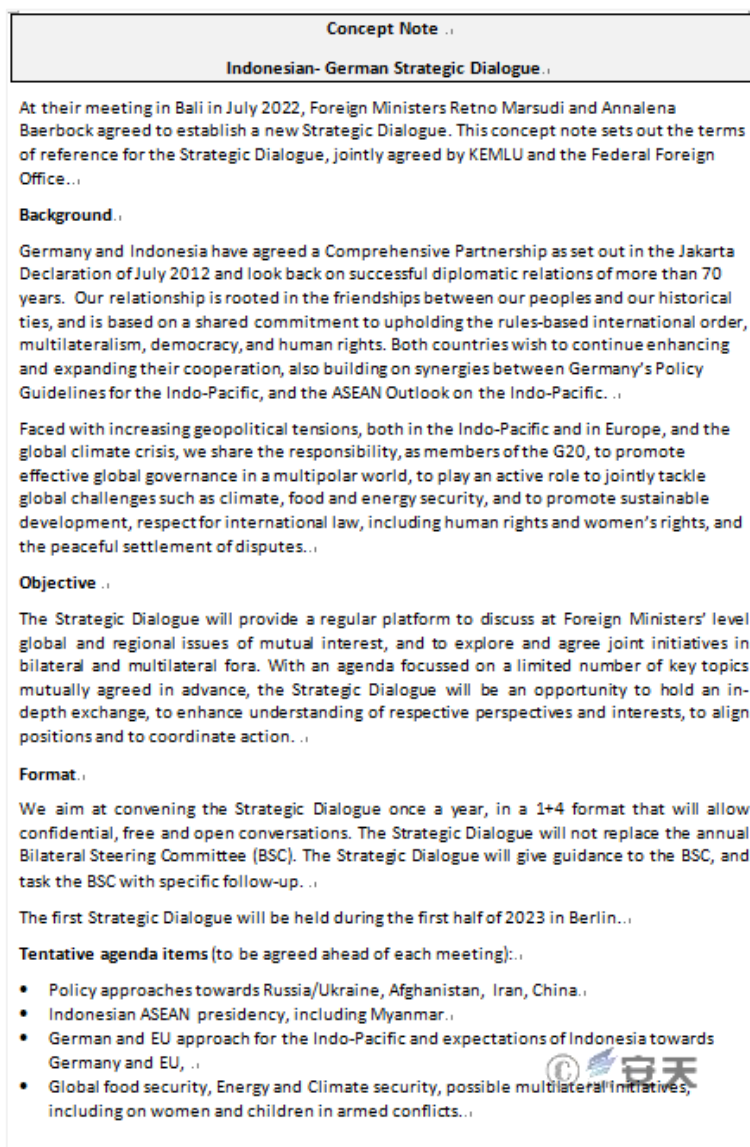 Concept Note
Indonesian- German Strategic Dialogue
At their meeting in Bali in July 2022, Foreign Ministers Retno Marsudi and Annalena
Baerbock agreed to establish a new Strategic Dialogue. This concept note sets out the terms
of reference for the Strategic Dialogue, jointly agreed by KEMLU and the Federal Foreign
Office.
Background
Germany and Indonesia have agreed a Comprehensive Partnership as set out in the Jakarta
Declaration of July 2012 and look back on successful diplomatic relations of more than 70
years. Our relationship is rooted in the friendships between our peoples and our historical
ties, and is based on a shared commitment to upholding the rules-based international order,
multilateralism, democracy, and human rights. Both countries wish to continue enhancing
and expanding their cooperation, also building on synergies between Germany's Policy
Guidelines for the Indo-Pacific, and the ASEAN Outlook on the Indo-Pacific.
Faced with increasing geopolitical tensions, both in the Indo-Pacific and in Europe, and the
global climate crisis, we share the responsibility, as members of the G20, to promote
effective global governance in a multipolar world, to play an active role to jointly tackle
global challenges such as climate, food and energy security, and to promote sustainable
development, respect for international law, including human rights and women's rights, and
the peaceful settlement of disputes.
Objective
The Strategic Dialogue will provide a regular platform to discuss at Foreign Ministers' level
global and regional issues of mutual interest, and to explore and agree joint initiatives in
bilateral and multilateral fora. With an agenda focussed on a limited number of key topics
mutually agreed in advance, the Strategic Dialogue will be an opportunity to hold an in-
depth exchange, to enhance understanding of respective perspectives and interests, to align
positions and to coordinate action.
Format
We aim at convening the Strategic Dialogue once a year, in a 1+4 format that will allow
confidential, free and open conversations. The Strategic Dialogue will not replace the annual
Bilateral Steering Committee (BSC). The Strategic Dialogue will give guidance to the BSC, and
task the BSC with specific follow-up.
The first Strategic Dialogue will be held during the first half of 2023 in Berlin.
Tentative agenda items (to be agreed ahead of each meeting):
• Policy approaches towards Russia/Ukraine, Afghanistan, Iran, China
• Indonesian ASEAN presidency, including Myanmar
• German and EU approach for the Indo-Pacific and expectations of Indonesia towards
Germany and EU,
• Global food security, Energy and Climate security, possible multilateral initiatives,
including on women and children in armed conflicts.
© 安天